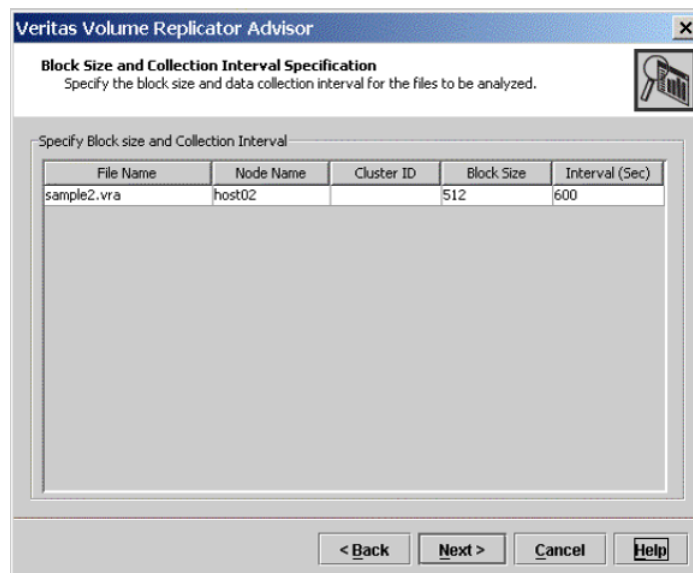 Veritas Volume Replicator Advisor
Block Size and Collection Interval Specification
Specify the block size and data collection interval for the files to be analyzed.
Specify Block size and Collection Interval
File Name Node Name Cluster ID Block Size Interval (Sec)
sample2.vra host02 512 600
< Back Next > Cancel Help